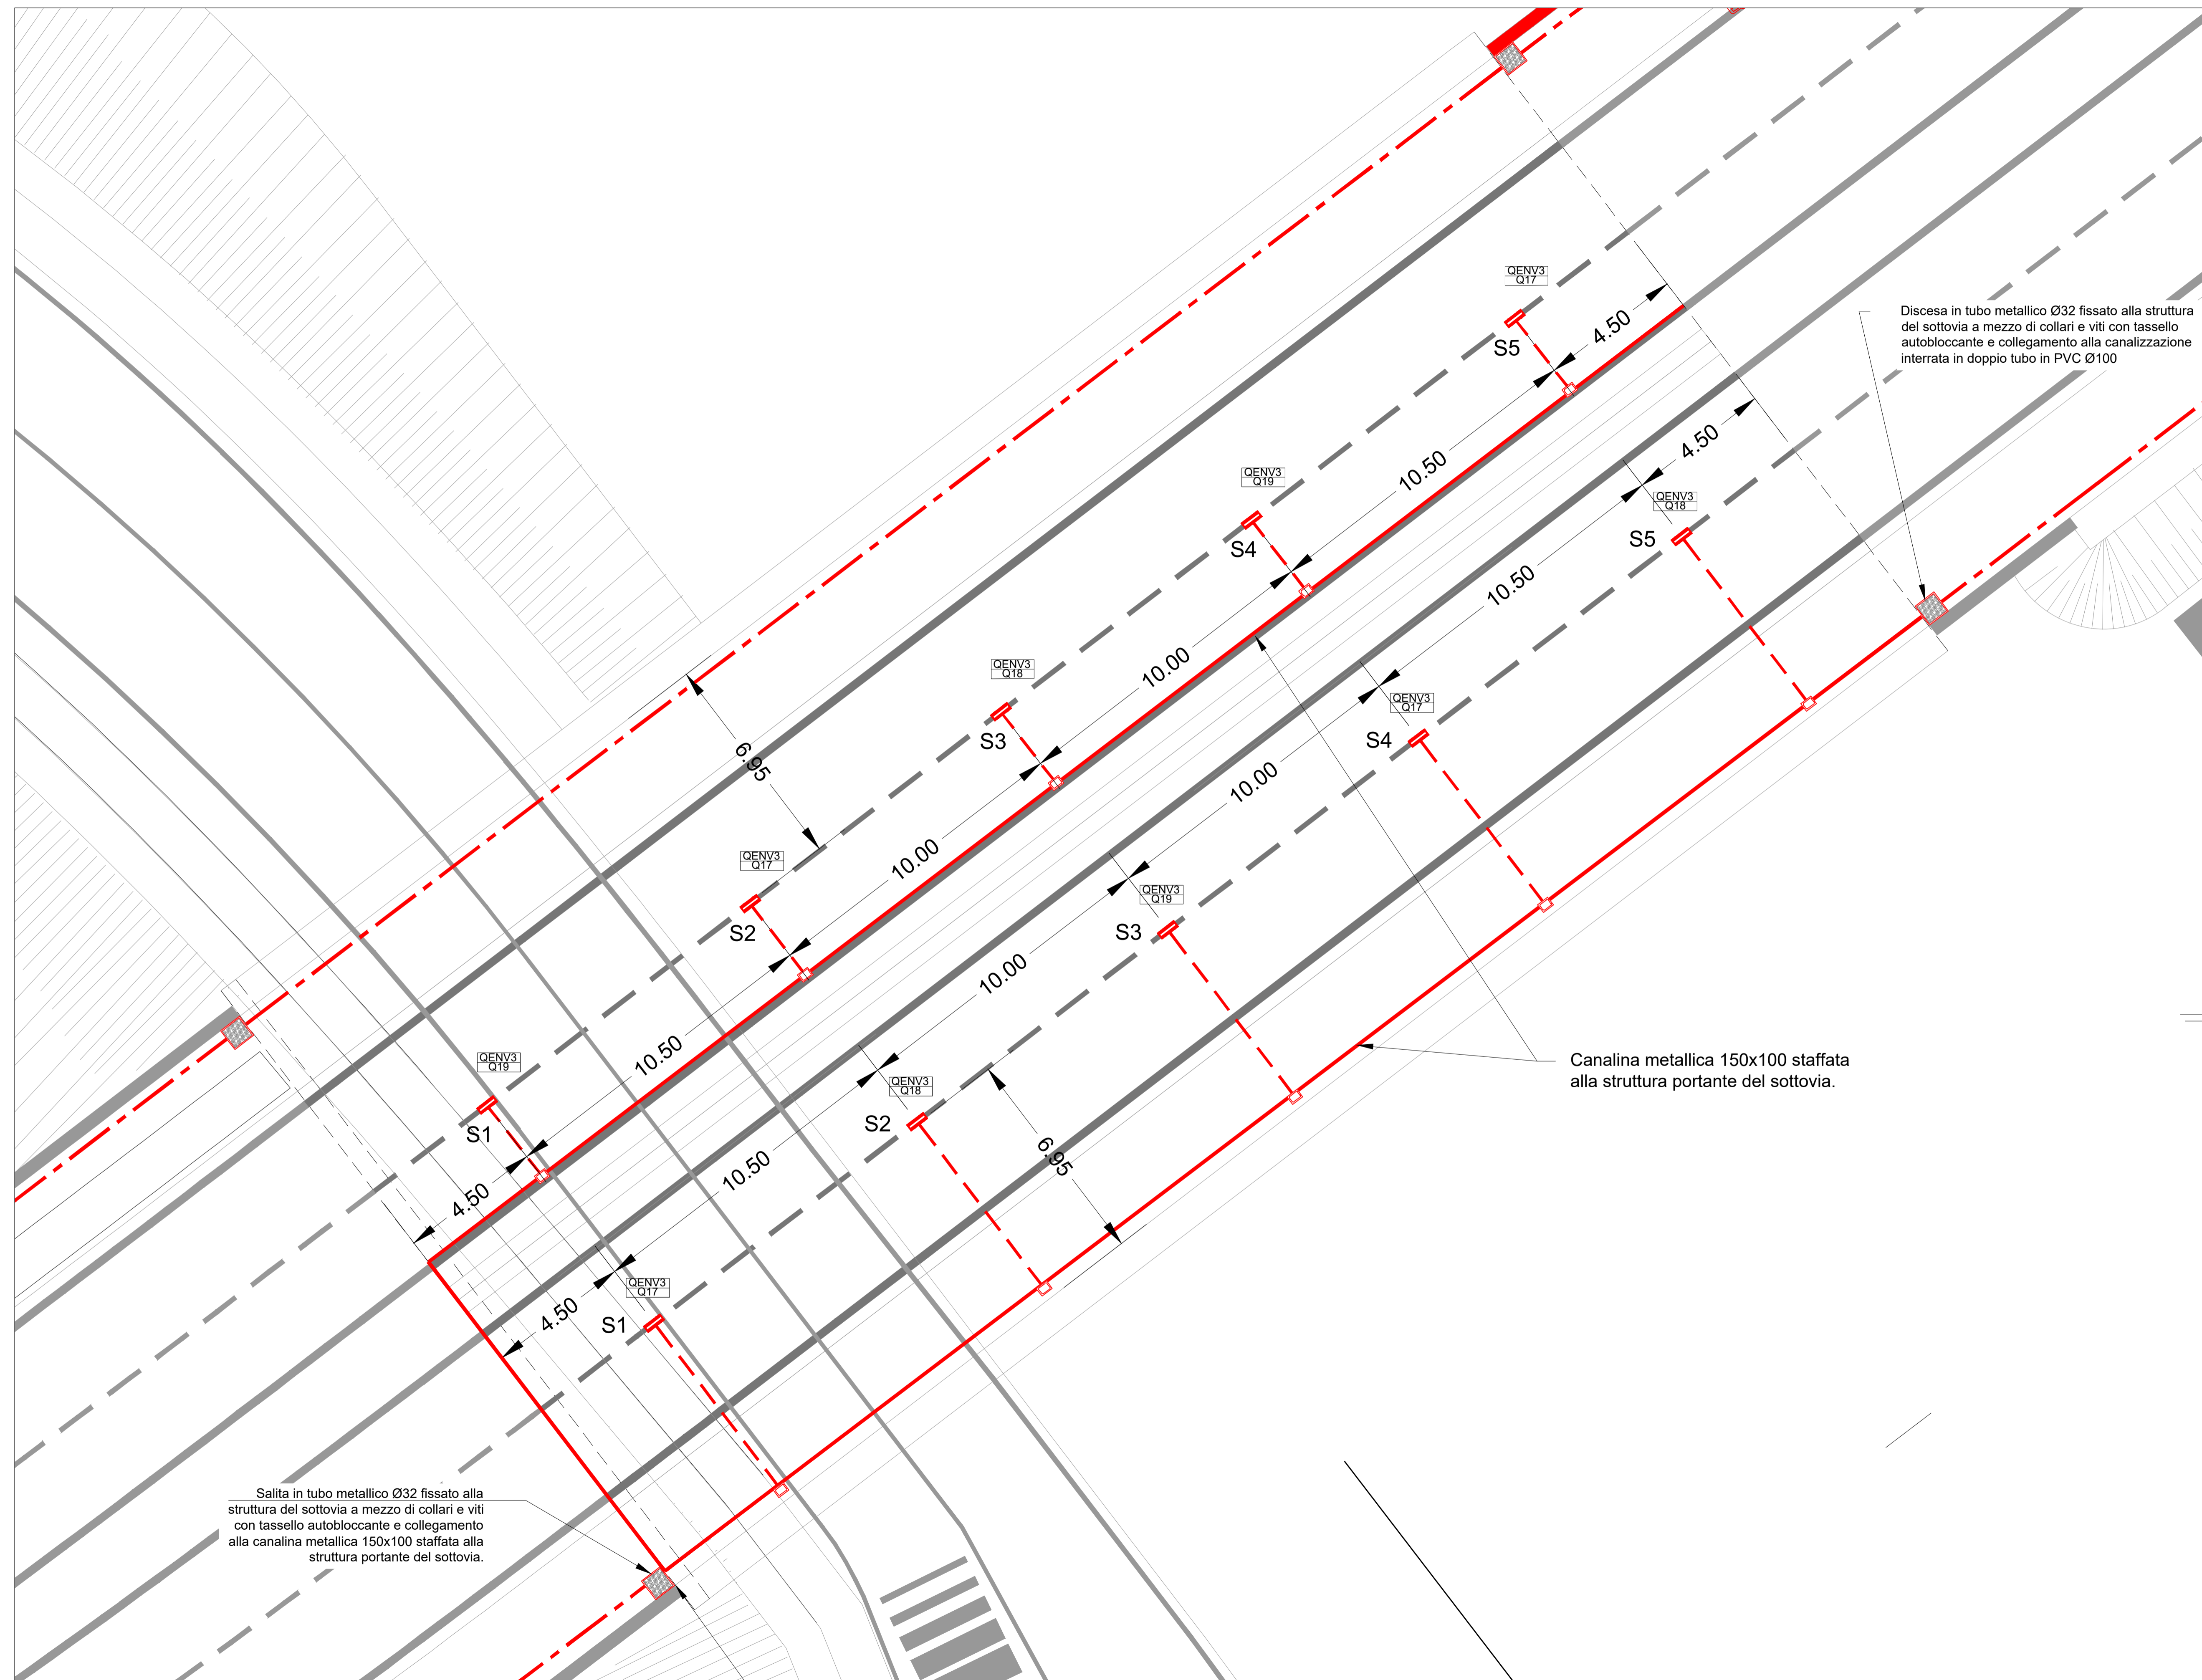 QENV3
Q17
4.50
S5
Discesa in tubo metallico Ø32 fissato alla struttura
del sottovia a mezzo di collari e viti con tassello
autobloccante e collegamento alla canalizzazione
interrata in doppio tubo in PVC Ø100
4.50
10.50
QENV3
Q19
QENV3
Q18
S5
S4
10.50
QENV3
Q18
10.00
QENV3
Q17
S3
S4
6.95
10.00
QENV3
Q17
10.00
QENV3
Q19
S2
S3
10.00
10.50
QENV3
Q19
QENV3
Q18
Canalina metallica 150x100 staffata
alla struttura portante del sottovia.
S1
S2
6.95
10.50
4.50
QENV3
Q17
4.50
S1
Salita in tubo metallico Ø32 fissato alla
struttura del sottovia a mezzo di collari e viti
con tassello autobloccante e collegamento
alla canalina metallica 150x100 staffata alla
struttura portante del sottovia.